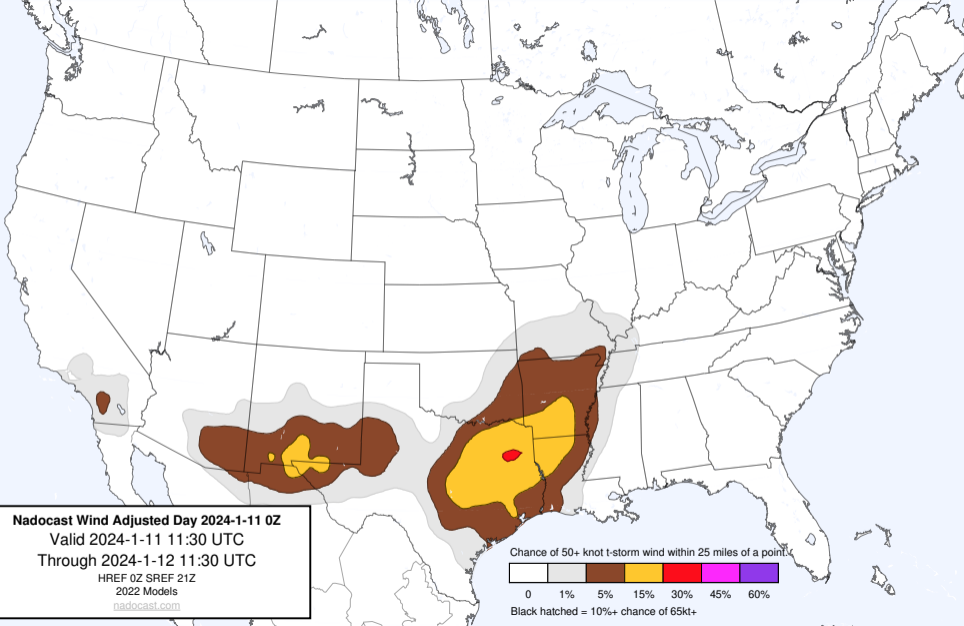 Nadocast Wind Adjusted Day 2024-1-11 0Z
Valid 2024-1-11 11:30 UTC
Through 2024-1-12 11:30 UTC
HREF 0Z SREF 21Z
2022 Models
nadocast.com
Chance of 50+ knot t-storm wind within 25 miles of a point.
0 1% 5% 15% 30% 45% 60%
Black hatched = 10%+ chance of 65kt+